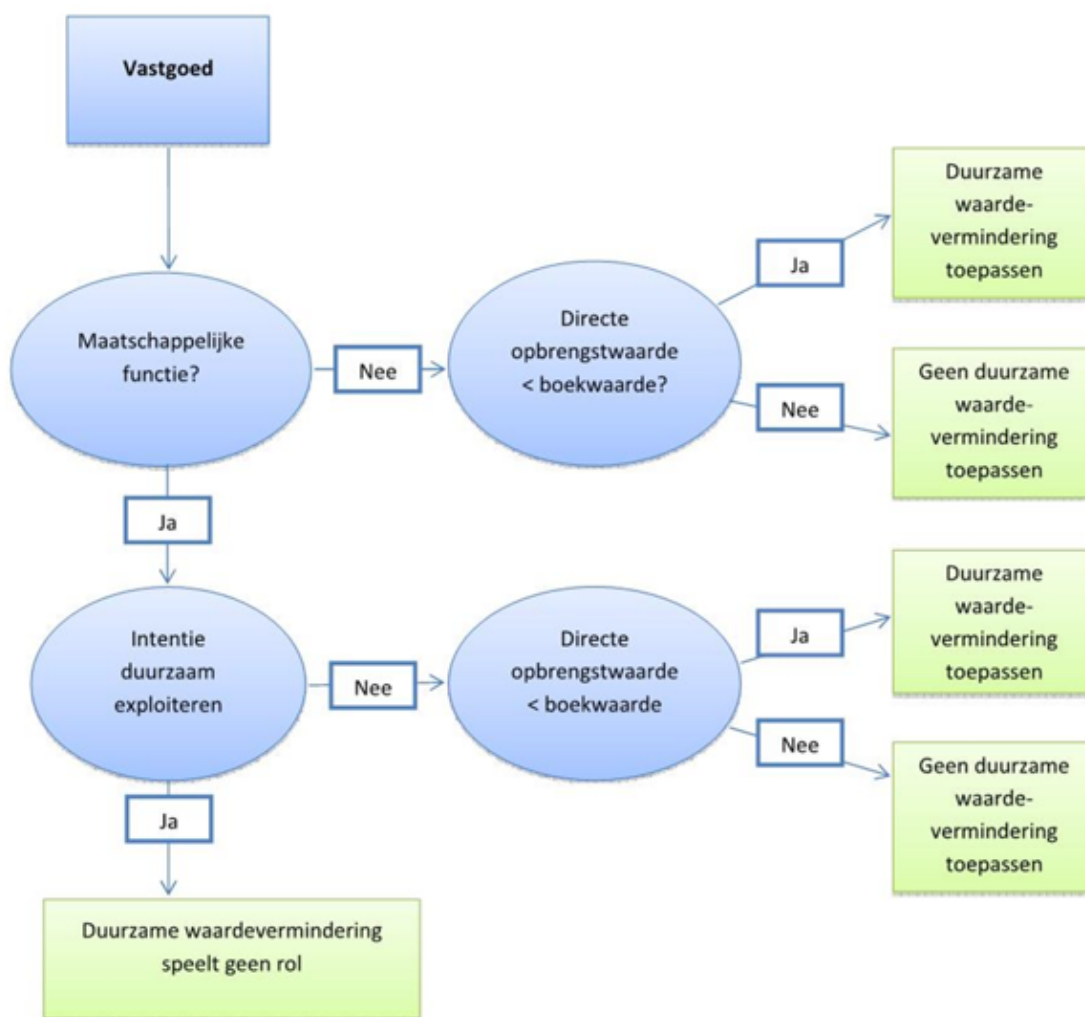 Vastgoed
Maatschappelijke
functie?
Nee
Directe
opbrengstwaarde
< boekwaarde?
Ja
Duurzame
waarde-
vermindering
toepassen
Nee
Geen duurzame
waarde-
vermindering
toepassen
Ja
Intentie
duurzaam
exploiteren
Nee
Directe
opbrengstwaarde
< boekwaarde
Ja
Duurzame
waarde-
vermindering
toepassen
Nee
Geen duurzame
waarde-
vermindering
toepassen
Ja
Duurzame waardevermindering
speelt geen rol